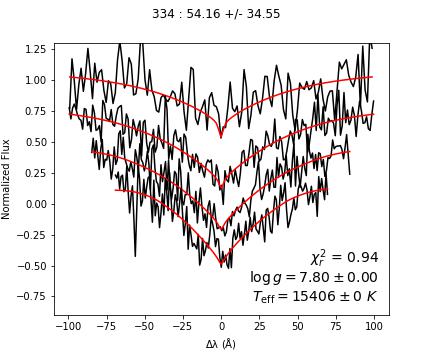 334 : 54.16 +/- 34.55
1.25
1.00
0.75
0.50
0.25
0.00
−0.25
−0.50
−0.75
Normalized Flux
χ²ᵣ = 0.94
log g = 7.80 ± 0.00
T_eff = 15406 ± 0 K
−100 −75 −50 −25 0 25 50 75 100
Δλ (Å)